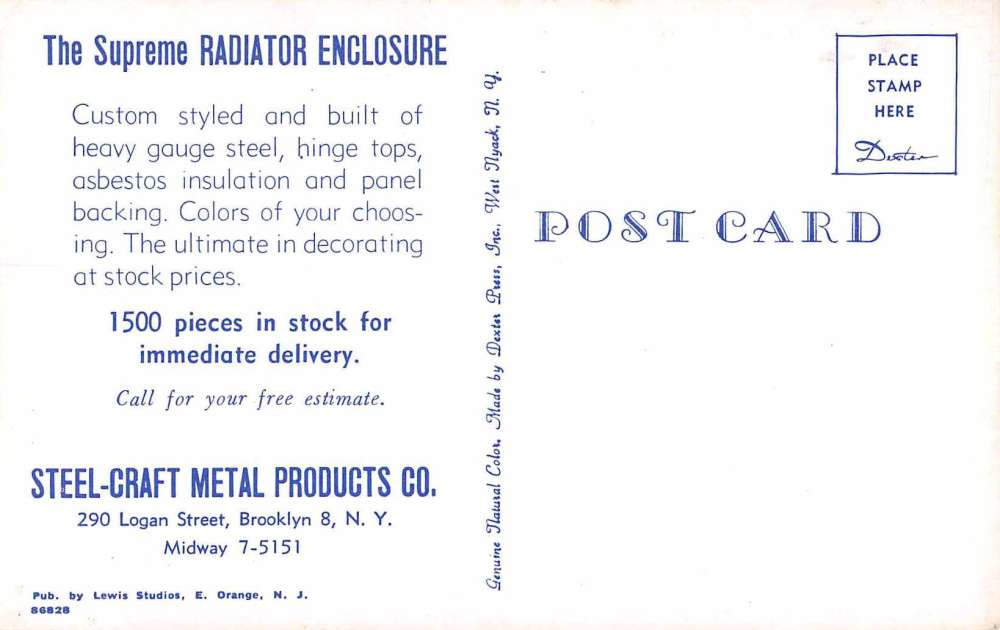 The Supreme RADIATOR ENCLOSURE
Custom styled and built of
heavy gauge steel, hinge tops,
asbestos insulation and panel
backing. Colors of your choos-
ing. The ultimate in decorating
at stock prices.
1500 pieces in stock for
immediate delivery.
Call for your free estimate.
STEEL-CRAFT METAL PRODUCTS CO.
290 Logan Street, Brooklyn 8, N. Y.
Midway 7-5151
Pub. by Lewis Studios, E. Orange, N. J.
86828
Genuine Natural Color. Made by Dexter Press, Inc., West Nyack, N. Y.
PLACE
STAMP
HERE
Dexter
POST CARD